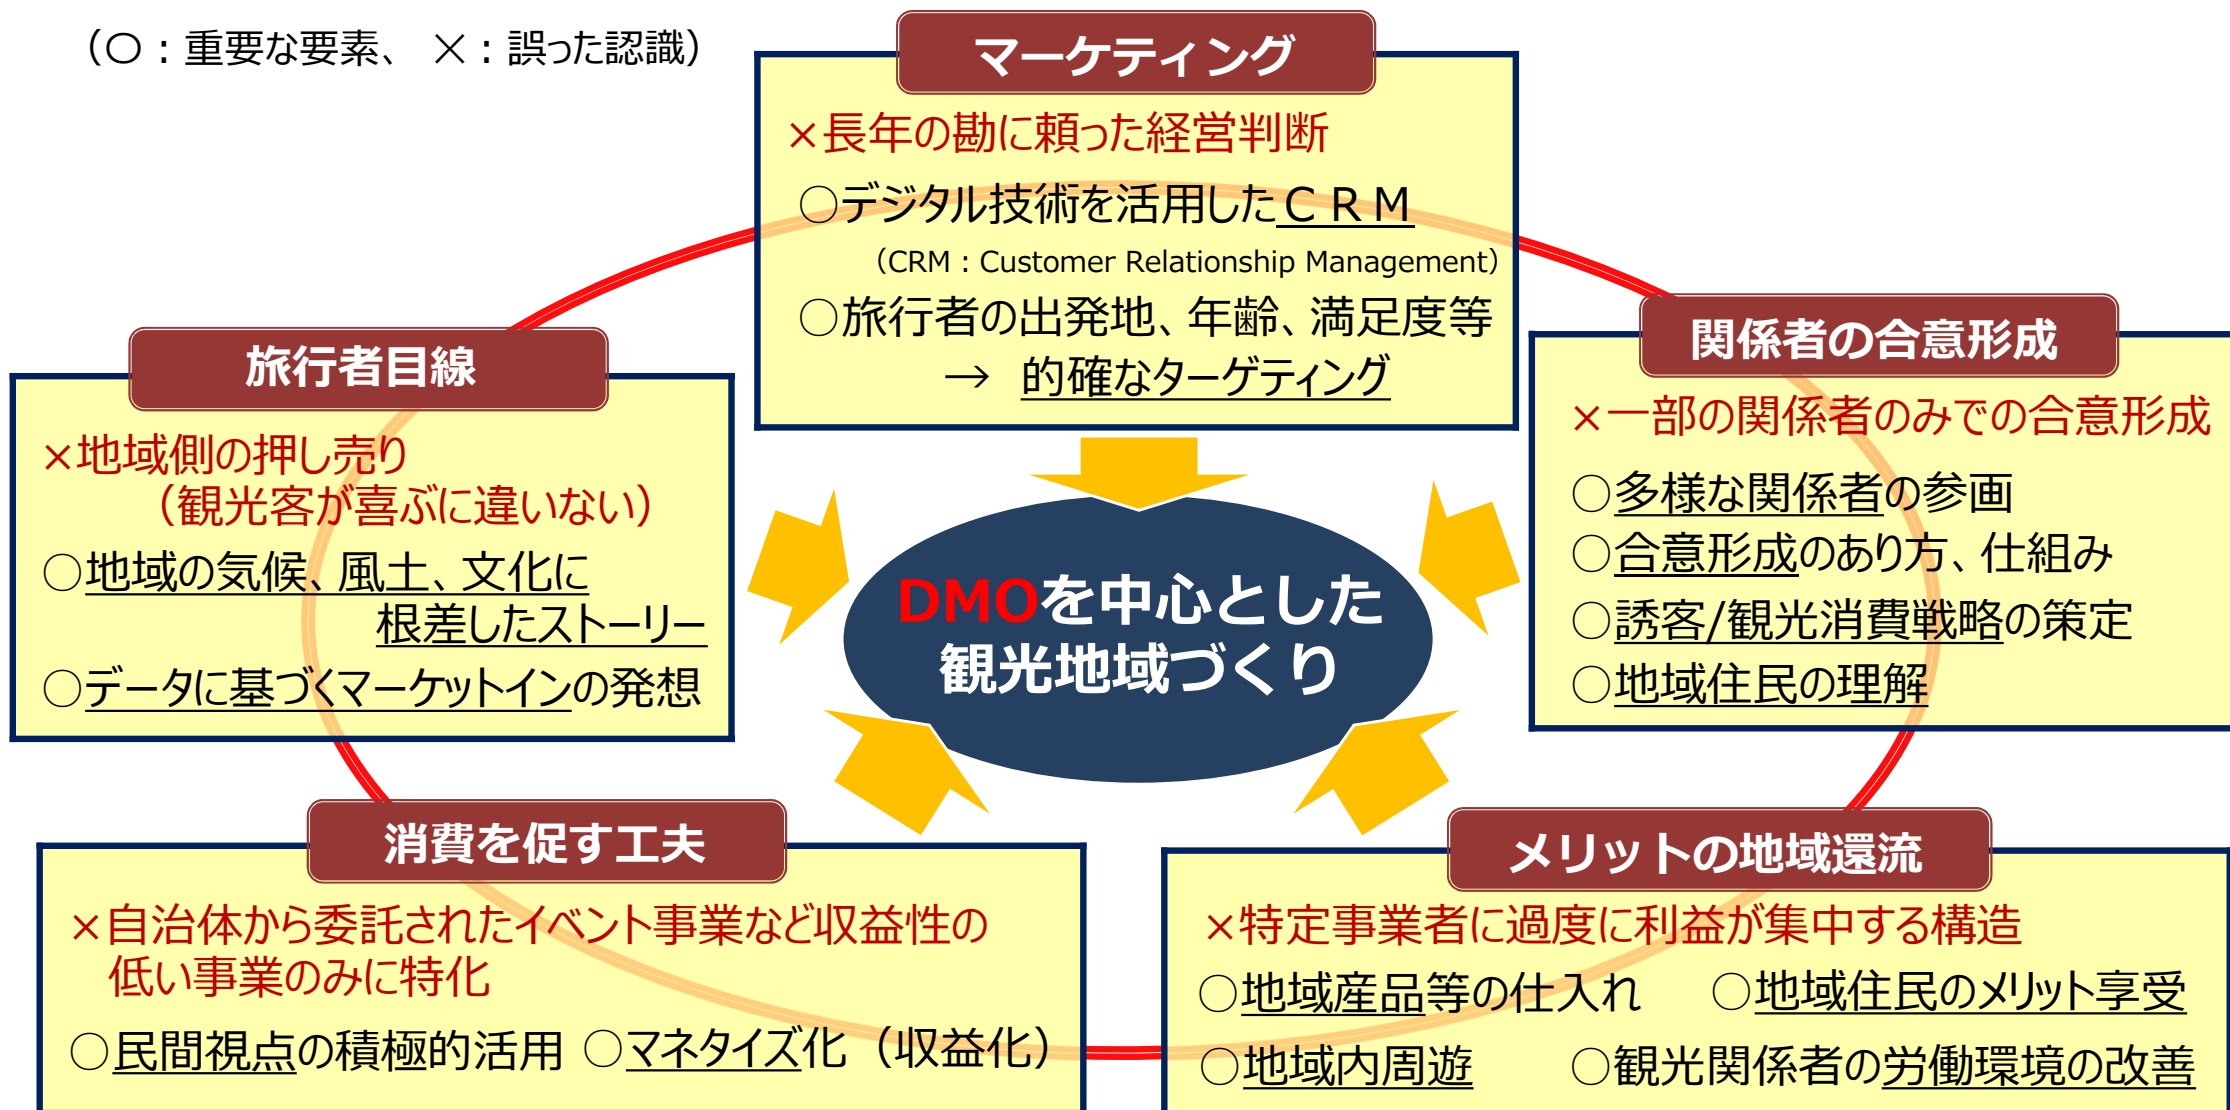 （〇：重要な要素、 ×：誤った認識）
マーケティング
×長年の勘に頼った経営判断
○デジタル技術を活用したＣＲＭ
（CRM：Customer Relationship Management）
○旅行者の出発地、年齢、満足度等
→ 的確なターゲティング
旅行者目線
×地域側の押し売り
（観光客が喜ぶに違いない）
○地域の気候、風土、文化に
根差したストーリー
○データに基づくマーケットインの発想
関係者の合意形成
×一部の関係者のみでの合意形成
○多様な関係者の参画
○合意形成のあり方、仕組み
○誘客/観光消費戦略の策定
○地域住民の理解
DMOを中心とした
観光地域づくり
消費を促す工夫
×自治体から委託されたイベント事業など収益性の
低い事業のみに特化
○民間視点の積極的活用 ○マネタイズ化（収益化）
メリットの地域還流
×特定事業者に過度に利益が集中する構造
○地域産品等の仕入れ ○地域住民のメリット享受
○地域内周遊 ○観光関係者の労働環境の改善